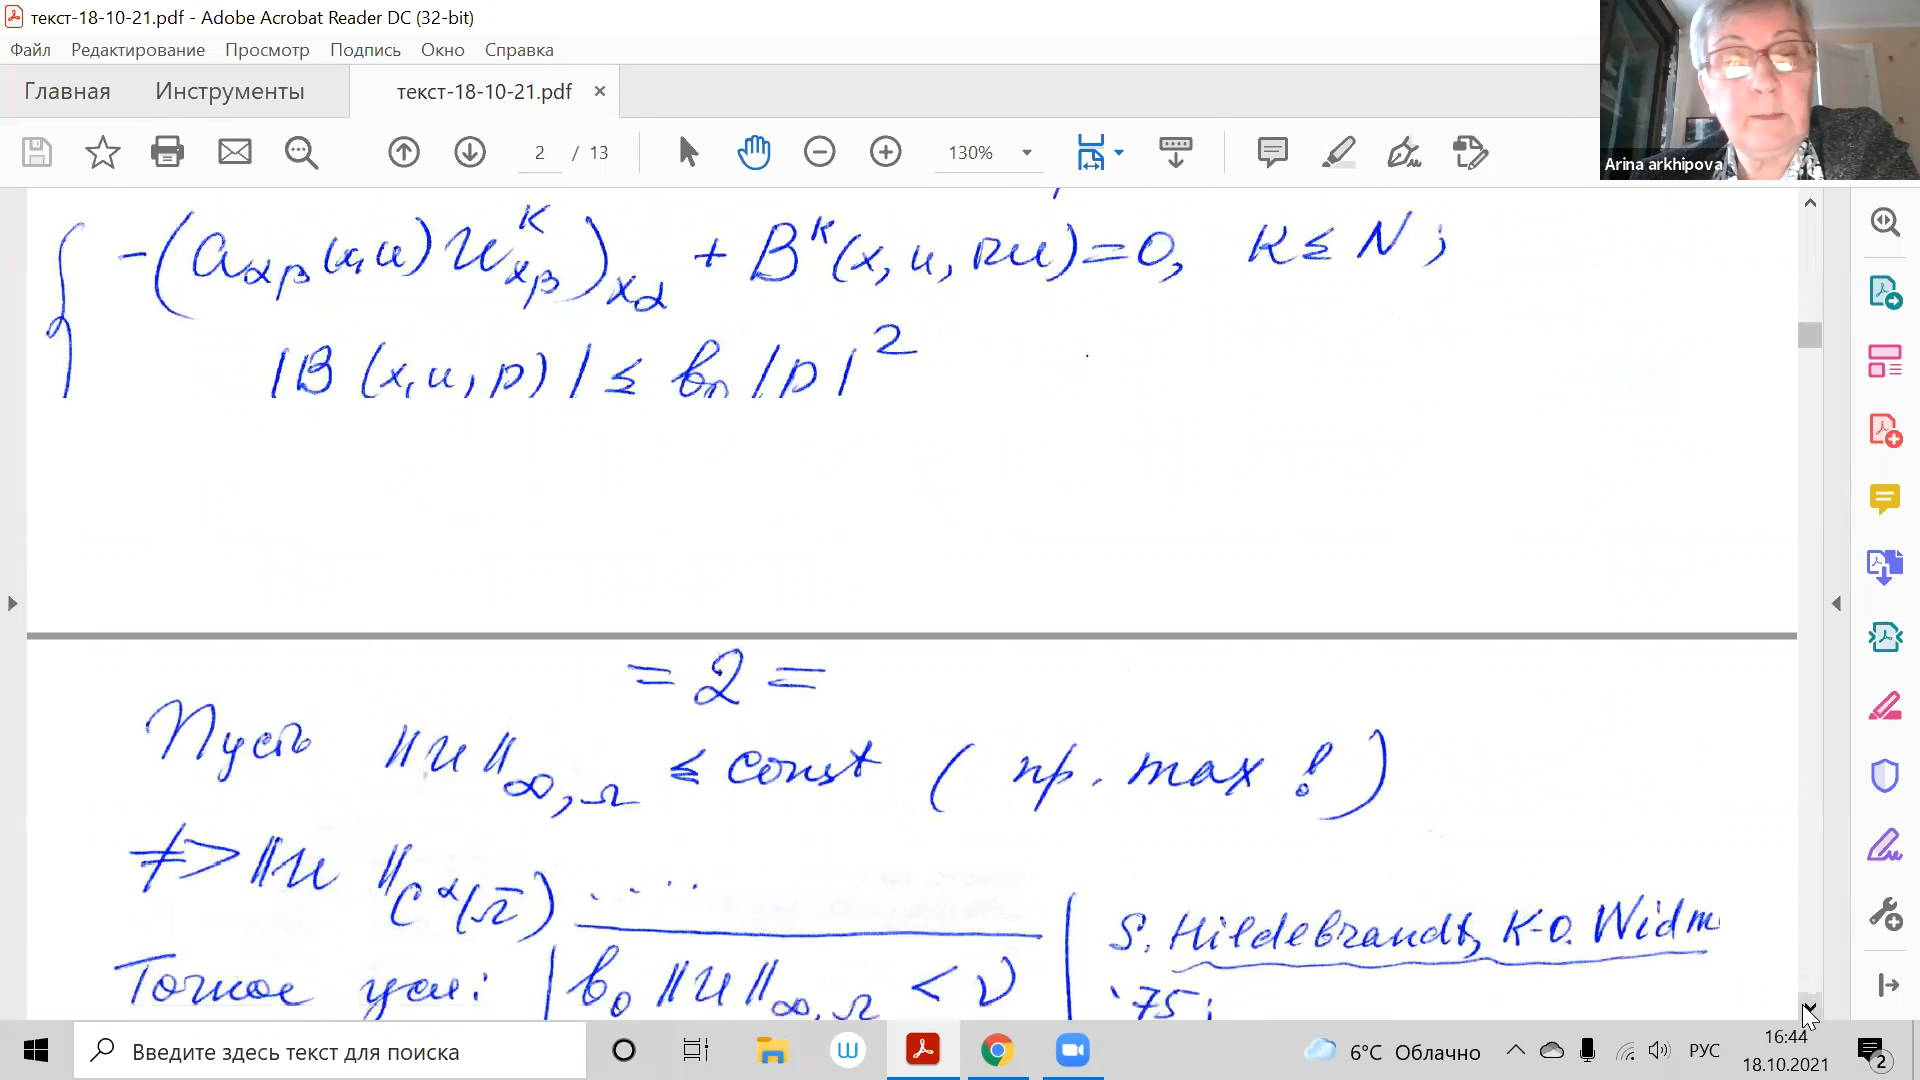 текст-18-10-21.pdf - Adobe Acrobat Reader DC (32-bit)
Файл Редактирование Просмотр Подпись Окно Справка
Главная Инструменты текст-18-10-21.pdf ×
2 / 13 130%
Arina arkhipova
-(a_{αβ}(x,u) u^k_{x_β})_{x_α} + B^k(x, u, Du) = 0, k ≤ N ;
|B(x, u, p)| ≤ b_0 |p|^2
= 2 =
Пусть ||u||_{∞,Ω} ≤ const ( пр. max ! )
≠> ||u||_{C^α(Ω̄)} .....
S. Hildebrandt, K-O. Widm
Точное усл: | b_0 ||u||_{∞,Ω} < ν | '75;
Введите здесь текст для поиска
6°C Облачно
РУС
16:44
18.10.2021
2